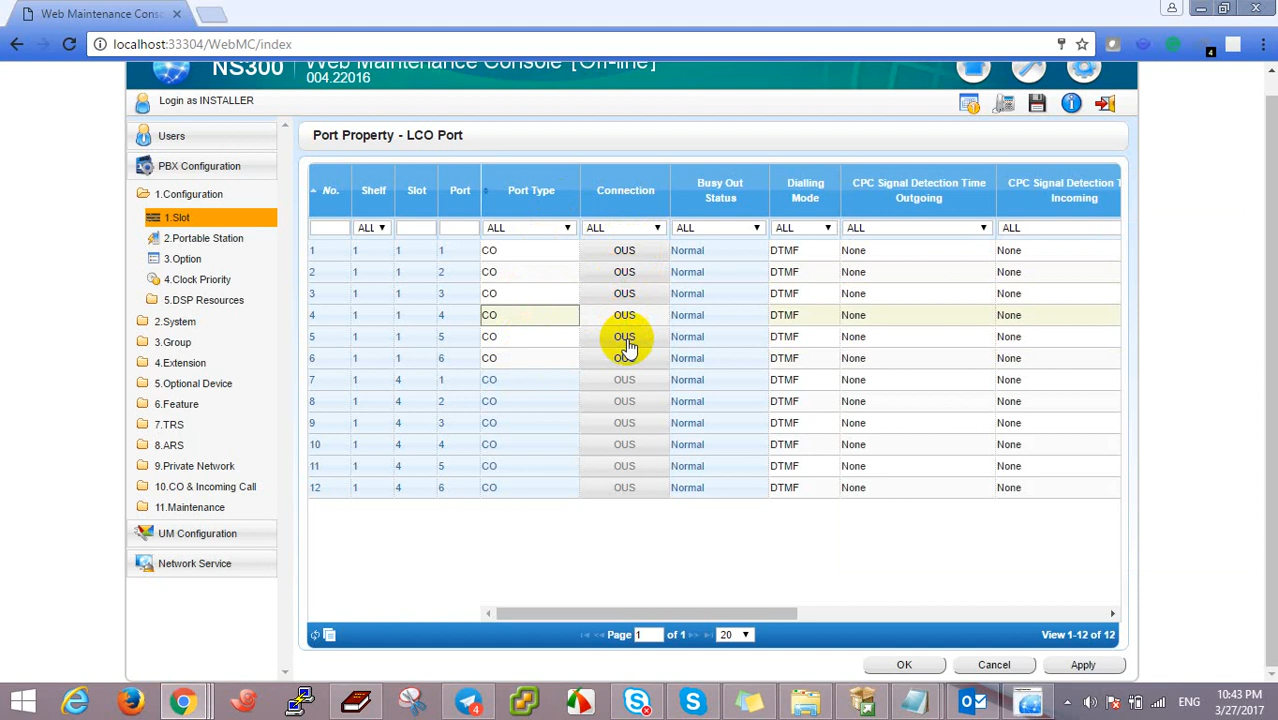 Web Maintenance Conso
localhost:33304/WebMC/index
4
NS300
Web Maintenance Console [On-line]
004.22016
Login as INSTALLER
Users
PBX Configuration
1.Configuration
1.Slot
2.Portable Station
3.Option
4.Clock Priority
5.DSP Resources
2.System
3.Group
4.Extension
5.Optional Device
6.Feature
7.TRS
8.ARS
9.Private Network
10.CO & Incoming Call
11.Maintenance
UM Configuration
Network Service
Port Property - LCO Port
No. Shelf Slot Port Port Type Connection Busy Out Status Dialling Mode CPC Signal Detection Time Outgoing CPC Signal Detection T Incoming
ALL ALL ALL ALL ALL ALL ALL
1 1 1 1 CO OUS Normal DTMF None None
2 1 1 2 CO OUS Normal DTMF None None
3 1 1 3 CO OUS Normal DTMF None None
4 1 1 4 CO OUS Normal DTMF None None
5 1 1 5 CO OUS Normal DTMF None None
6 1 1 6 CO OUS Normal DTMF None None
7 1 4 1 CO OUS Normal DTMF None None
8 1 4 2 CO OUS Normal DTMF None None
9 1 4 3 CO OUS Normal DTMF None None
10 1 4 4 CO OUS Normal DTMF None None
11 1 4 5 CO OUS Normal DTMF None None
12 1 4 6 CO OUS Normal DTMF None None
Page 1 of 1 20 View 1-12 of 12
OK Cancel Apply
ENG
10:43 PM
3/27/2017